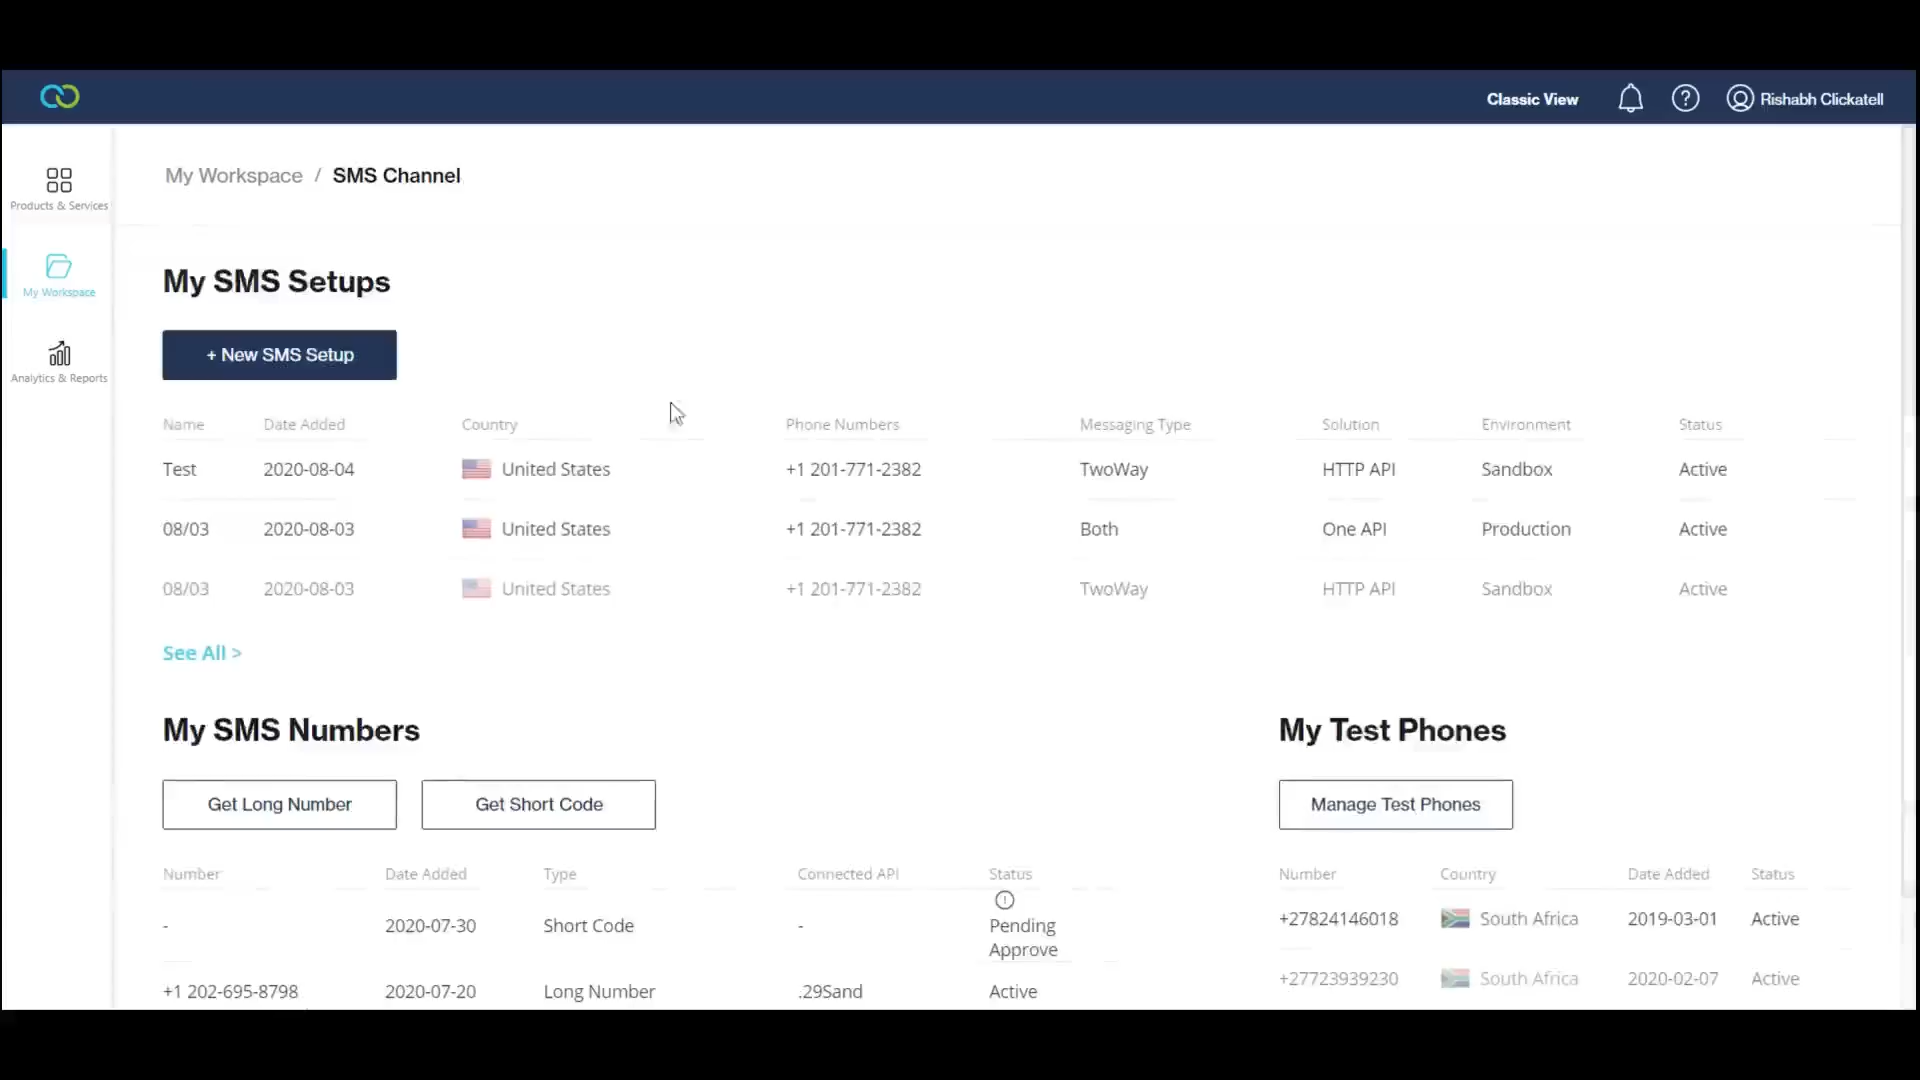 Classic View
Rishabh Clickatell
Products & Services
My Workspace
Analytics & Reports
My Workspace / SMS Channel
My SMS Setups
+ New SMS Setup
Name Date Added Country Phone Numbers Messaging Type Solution Environment Status
Test 2020-08-04 United States +1 201-771-2382 TwoWay HTTP API Sandbox Active
08/03 2020-08-03 United States +1 201-771-2382 Both One API Production Active
08/03 2020-08-03 United States +1 201-771-2382 TwoWay HTTP API Sandbox Active
See All >
My SMS Numbers
Get Long Number Get Short Code
Number Date Added Type Connected API Status
- 2020-07-30 Short Code - Pending
Approve
+1 202-695-8798 2020-07-20 Long Number .29Sand Active
My Test Phones
Manage Test Phones
Number Country Date Added Status
+27824146018 South Africa 2019-03-01 Active
+27723939230 South Africa 2020-02-07 Active